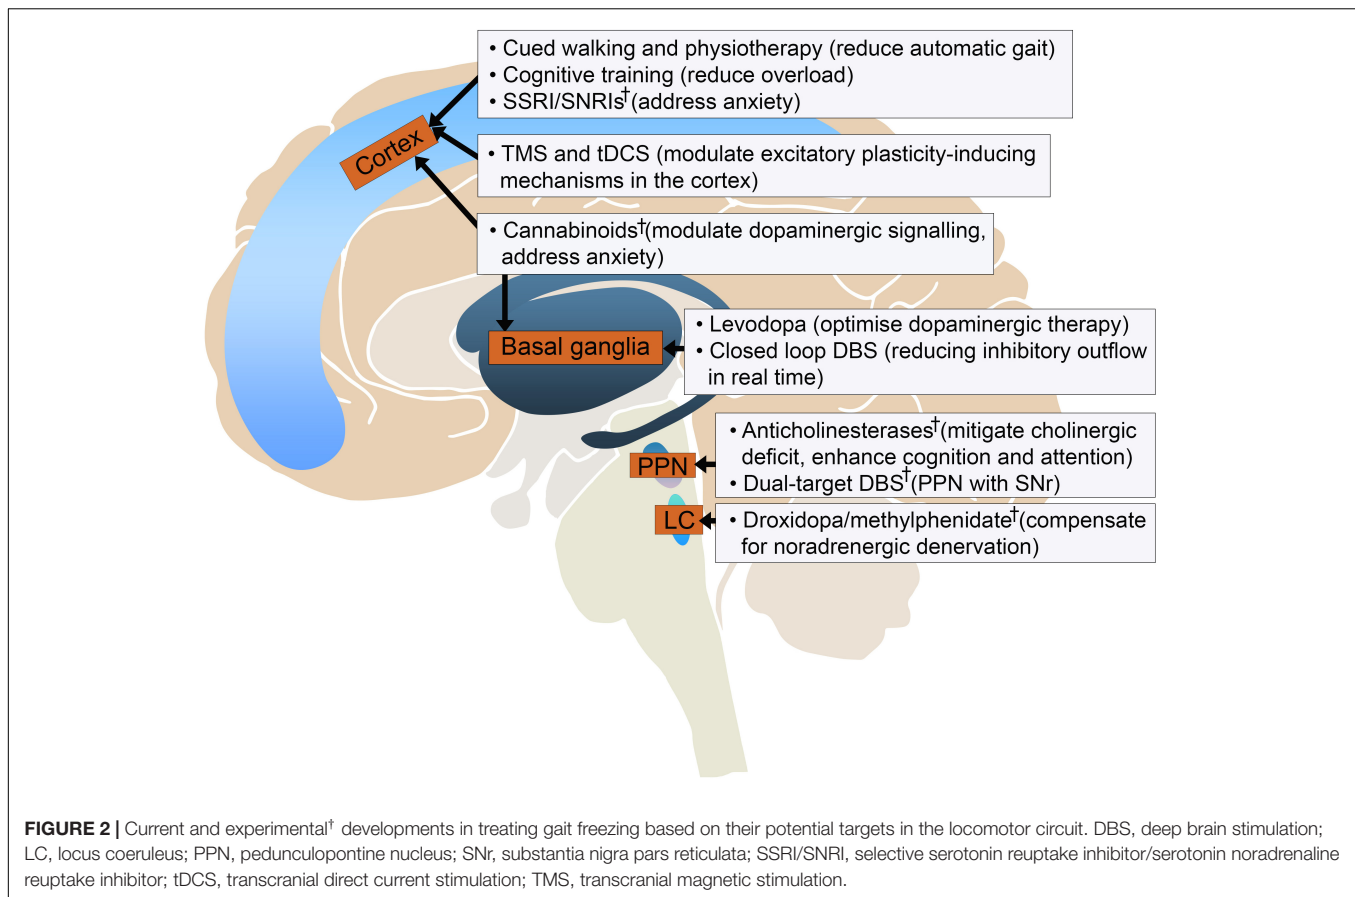 • Cued walking and physiotherapy (reduce automatic gait)
• Cognitive training (reduce overload)
• SSRI/SNRIs†(address anxiety)
Cortex
• TMS and tDCS (modulate excitatory plasticity-inducing
mechanisms in the cortex)
• Cannabinoids†(modulate dopaminergic signalling,
address anxiety)
Basal ganglia
• Levodopa (optimise dopaminergic therapy)
• Closed loop DBS (reducing inhibitory outflow
in real time)
• Anticholinesterases†(mitigate cholinergic
deficit, enhance cognition and attention)
• Dual-target DBS†(PPN with SNr)
PPN
LC
• Droxidopa/methylphenidate†(compensate
for noradrenergic denervation)
FIGURE 2 | Current and experimental† developments in treating gait freezing based on their potential targets in the locomotor circuit. DBS, deep brain stimulation;
LC, locus coeruleus; PPN, pedunculopontine nucleus; SNr, substantia nigra pars reticulata; SSRI/SNRI, selective serotonin reuptake inhibitor/serotonin noradrenaline
reuptake inhibitor; tDCS, transcranial direct current stimulation; TMS, transcranial magnetic stimulation.